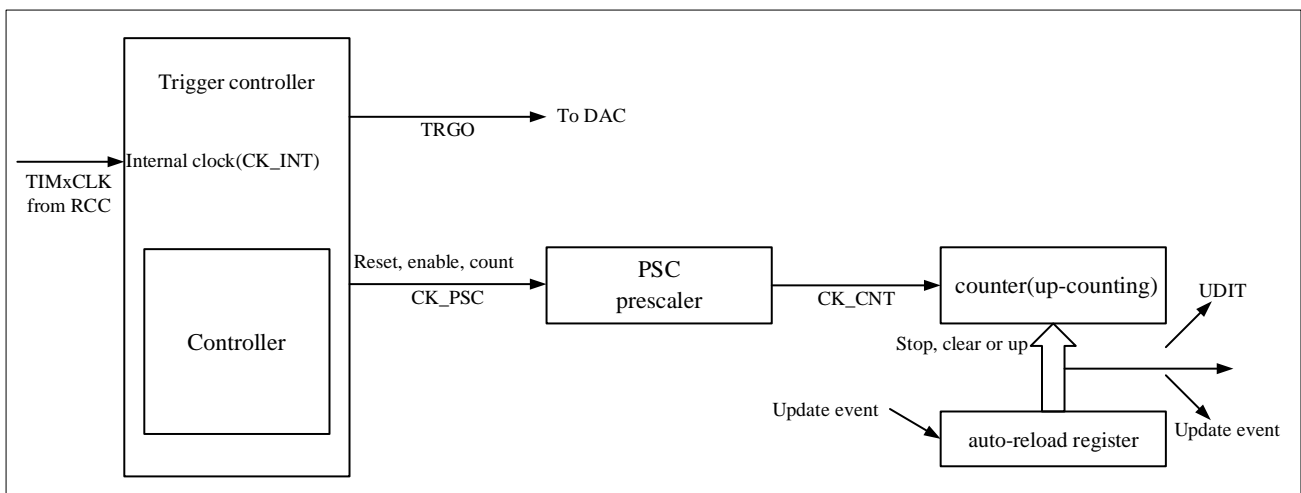 Trigger controller
To DAC
TRGO
Internal clock(CK_INT)
TIMxCLK
from RCC
Reset, enable, count
CK_PSC
PSC
prescaler
CK_CNT
counter(up-counting)
UDIT
Controller
Stop, clear or up
Update event
auto-reload register
Update event